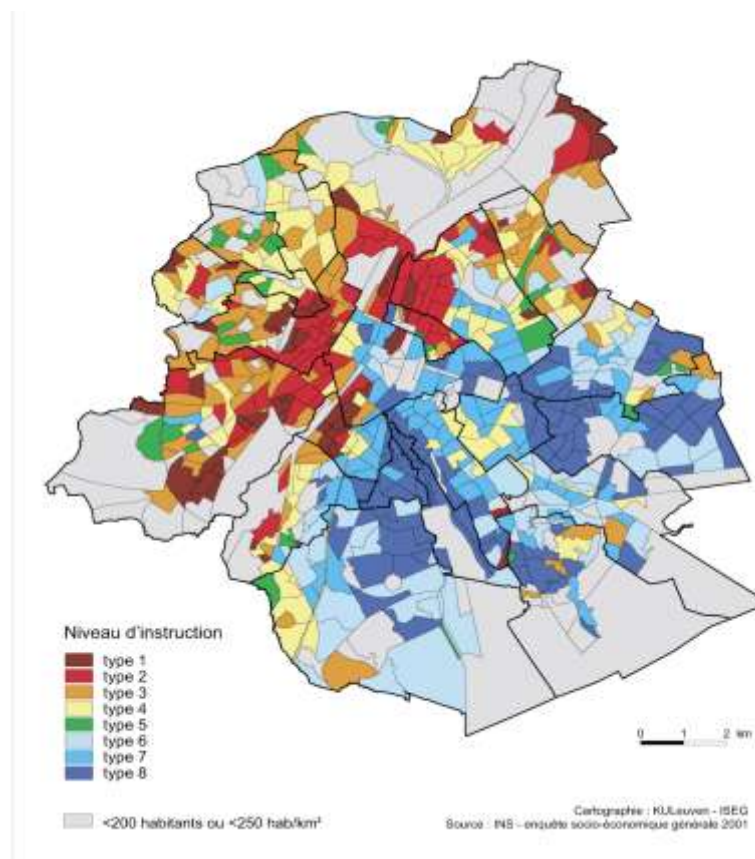 Niveau d'instruction
type 1
type 2
type 3
type 4
type 5
type 6
type 7
type 8
<200 habitants ou <250 hab/km²
0 1 2 km
Cartographie : KULeuven - ISEG
Source : INS - enquête socio-économique générale 2001